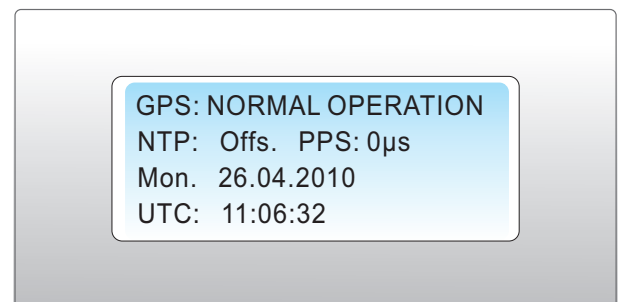 GPS: NORMAL OPERATION
NTP: Offs. PPS: 0µs
Mon. 26.04.2010
UTC: 11:06:32